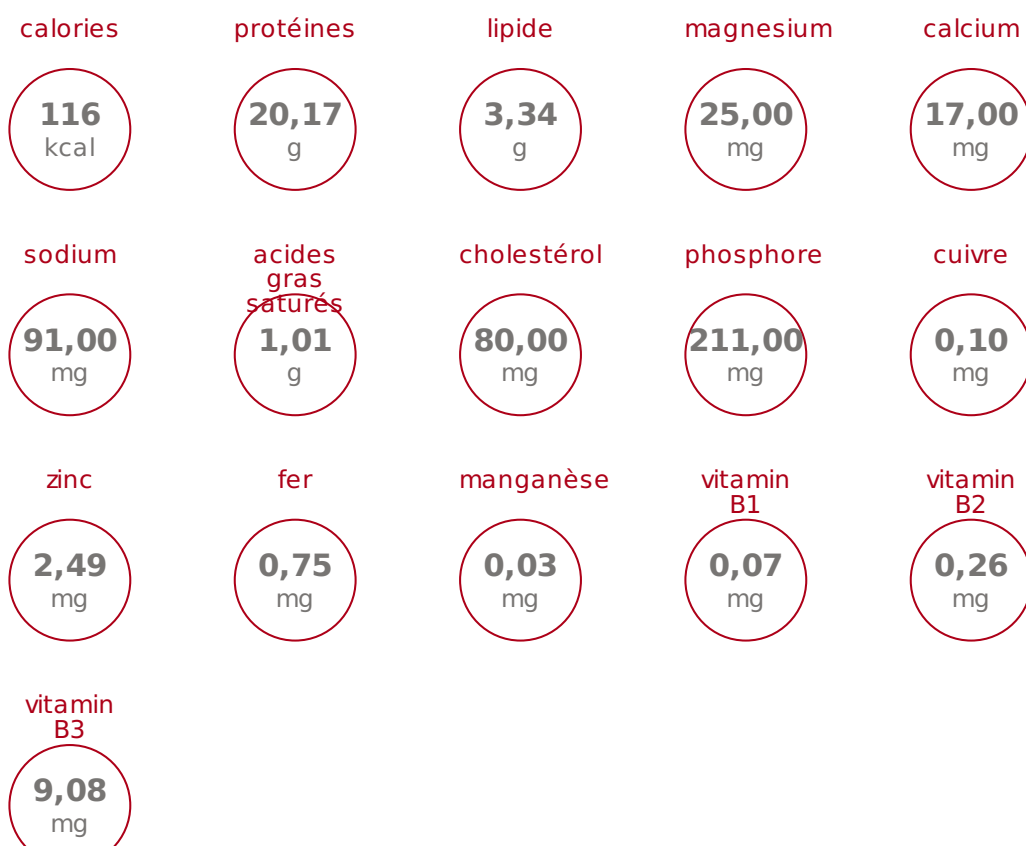 calories
116
kcal
protéines
20,17
g
lipide
3,34
g
magnesium
25,00
mg
calcium
17,00
mg
sodium
91,00
mg
acides
gras
saturés
1,01
g
cholestérol
80,00
mg
phosphore
211,00
mg
cuivre
0,10
mg
zinc
2,49
mg
fer
0,75
mg
manganèse
0,03
mg
vitamin
B1
0,07
mg
vitamin
B2
0,26
mg
vitamin
B3
9,08
mg